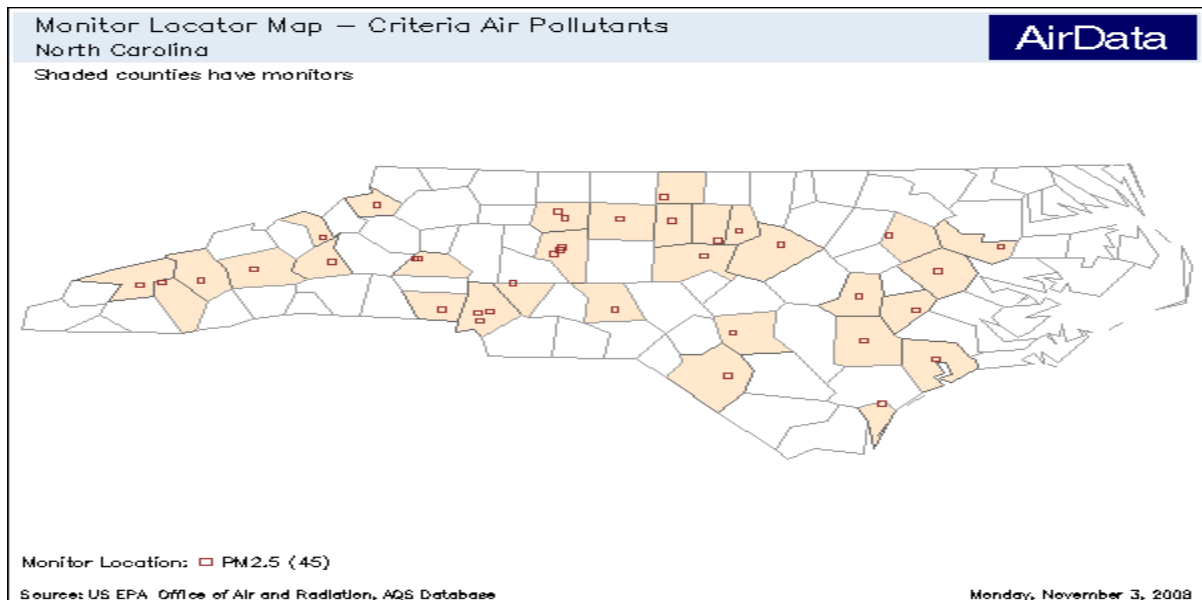 Monitor Locator Map — Criteria Air Pollutants
North Carolina
AirData
Shaded counties have monitors
Monitor Location: PM2.5 (45)
Source: US EPA Office of Air and Radiation, AQS Database
Monday, November 3, 2008